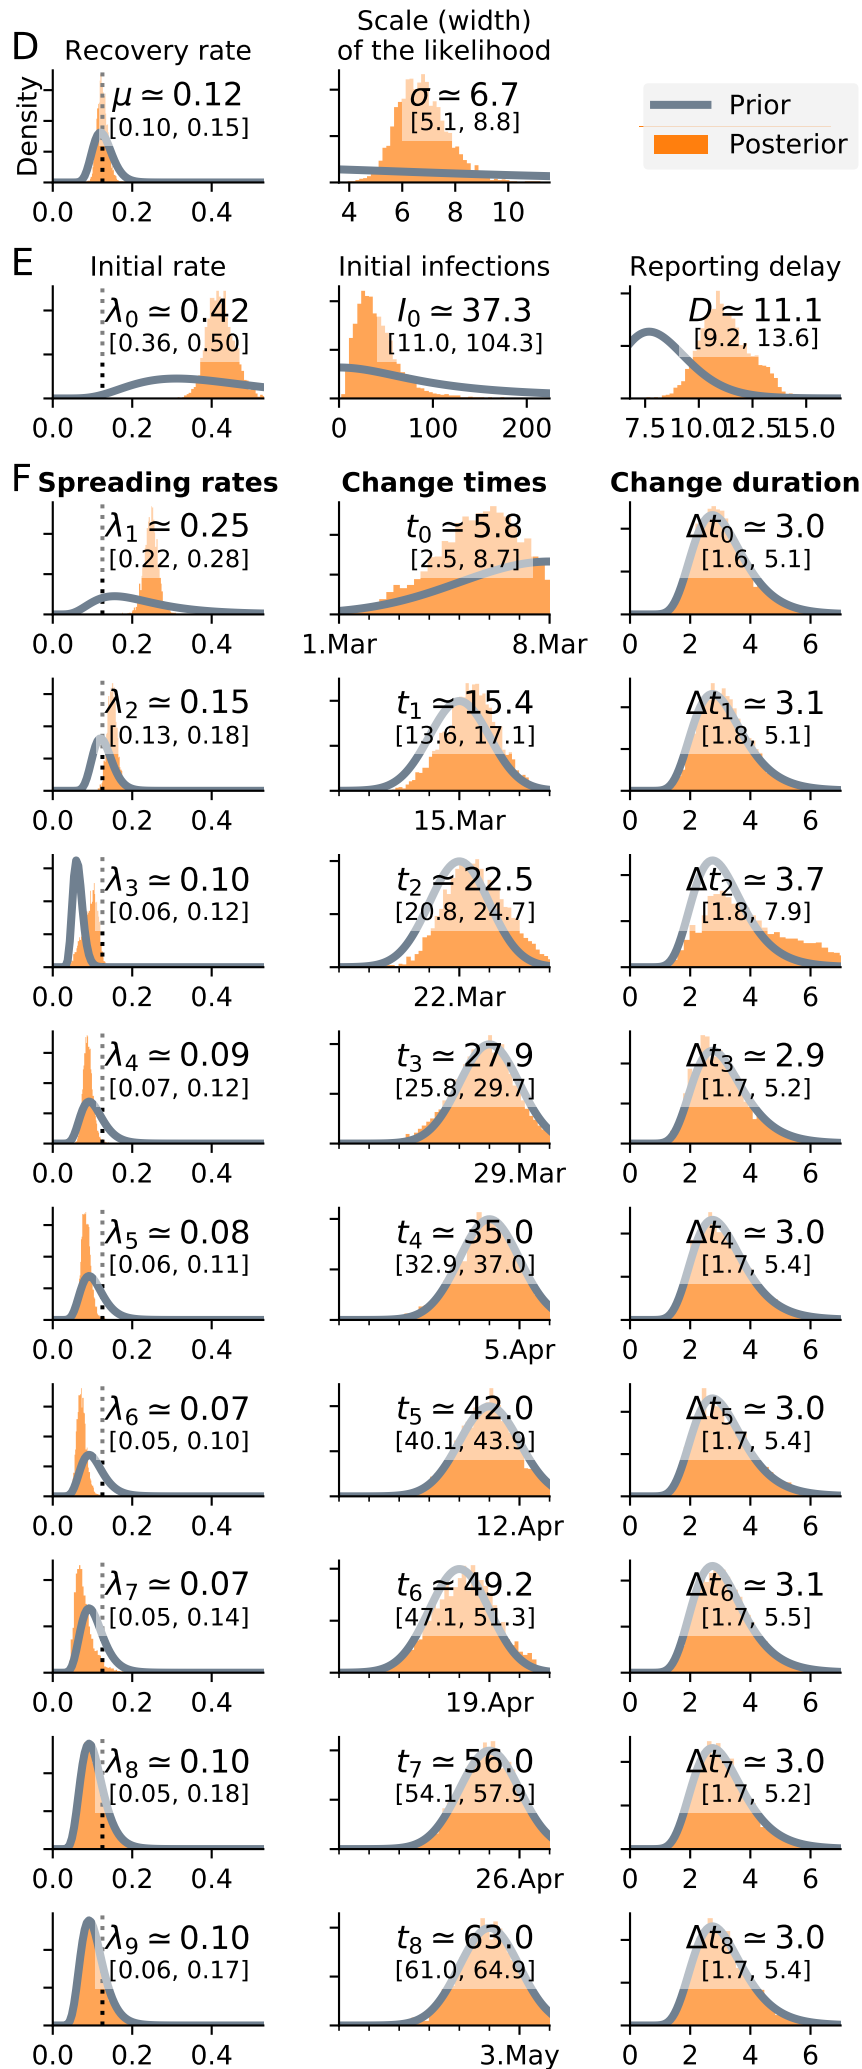 D
Recovery rate
Scale (width)
of the likelihood
Density
μ ≃ 0.12
[0.10, 0.15]
σ ≃ 6.7
[5.1, 8.8]
Prior
Posterior
0.0 0.2 0.4
4 6 8 10
E
Initial rate
Initial infections
Reporting delay
λ0 ≃ 0.42
[0.36, 0.50]
I0 ≃ 37.3
[11.0, 104.3]
D ≃ 11.1
[9.2, 13.6]
0.0 0.2 0.4
0 100 200
7.5 10.0 12.5 15.0
F
Spreading rates
Change times
Change duration
λ1 ≃ 0.25
[0.22, 0.28]
t0 ≃ 5.8
[2.5, 8.7]
Δt0 ≃ 3.0
[1.6, 5.1]
0.0 0.2 0.4
1.Mar 8.Mar
0 2 4 6
λ2 ≃ 0.15
[0.13, 0.18]
t1 ≃ 15.4
[13.6, 17.1]
Δt1 ≃ 3.1
[1.8, 5.1]
0.0 0.2 0.4
15.Mar
0 2 4 6
λ3 ≃ 0.10
[0.06, 0.12]
t2 ≃ 22.5
[20.8, 24.7]
Δt2 ≃ 3.7
[1.8, 7.9]
0.0 0.2 0.4
22.Mar
0 2 4 6
λ4 ≃ 0.09
[0.07, 0.12]
t3 ≃ 27.9
[25.8, 29.7]
Δt3 ≃ 2.9
[1.7, 5.2]
0.0 0.2 0.4
29.Mar
0 2 4 6
λ5 ≃ 0.08
[0.06, 0.11]
t4 ≃ 35.0
[32.9, 37.0]
Δt4 ≃ 3.0
[1.7, 5.4]
0.0 0.2 0.4
5.Apr
0 2 4 6
λ6 ≃ 0.07
[0.05, 0.10]
t5 ≃ 42.0
[40.1, 43.9]
Δt5 ≃ 3.0
[1.7, 5.4]
0.0 0.2 0.4
12.Apr
0 2 4 6
λ7 ≃ 0.07
[0.05, 0.14]
t6 ≃ 49.2
[47.1, 51.3]
Δt6 ≃ 3.1
[1.7, 5.5]
0.0 0.2 0.4
19.Apr
0 2 4 6
λ8 ≃ 0.10
[0.05, 0.18]
t7 ≃ 56.0
[54.1, 57.9]
Δt7 ≃ 3.0
[1.7, 5.2]
0.0 0.2 0.4
26.Apr
0 2 4 6
λ9 ≃ 0.10
[0.06, 0.17]
t8 ≃ 63.0
[61.0, 64.9]
Δt8 ≃ 3.0
[1.7, 5.4]
0.0 0.2 0.4
3.May
0 2 4 6